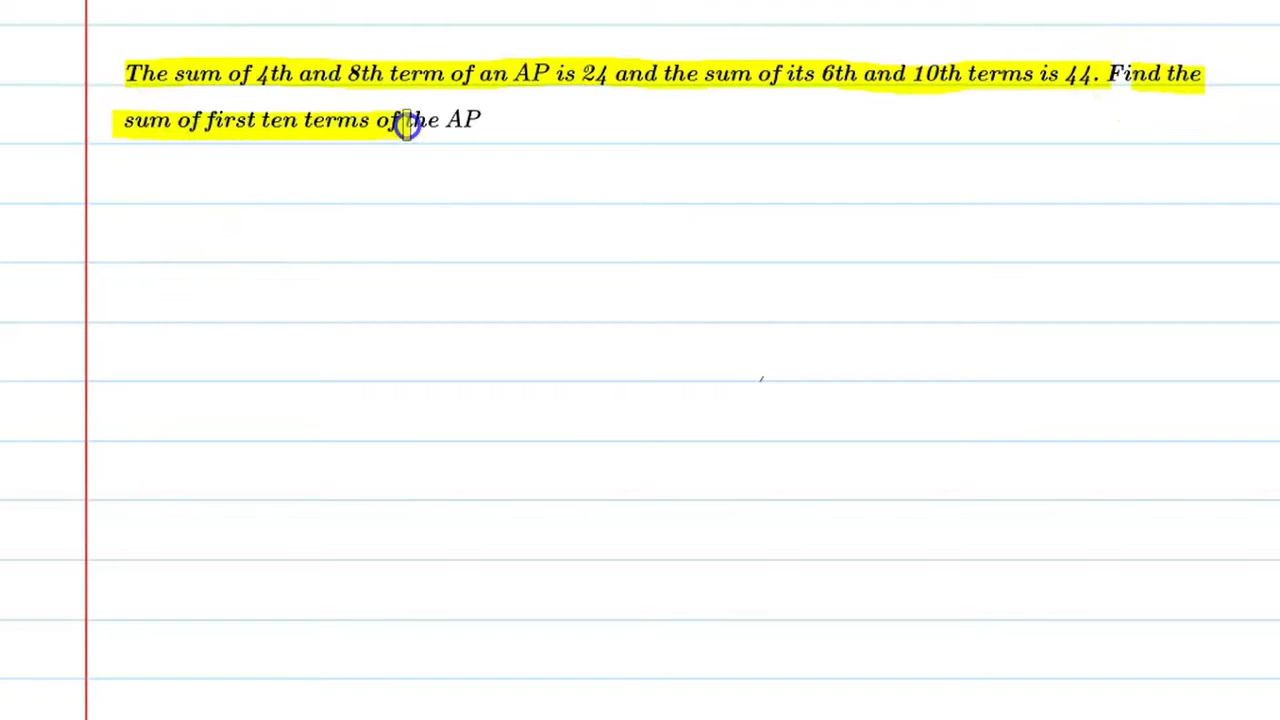 The sum of 4th and 8th term of an AP is 24 and the sum of its 6th and 10th terms is 44. Find the
sum of first ten terms of the AP